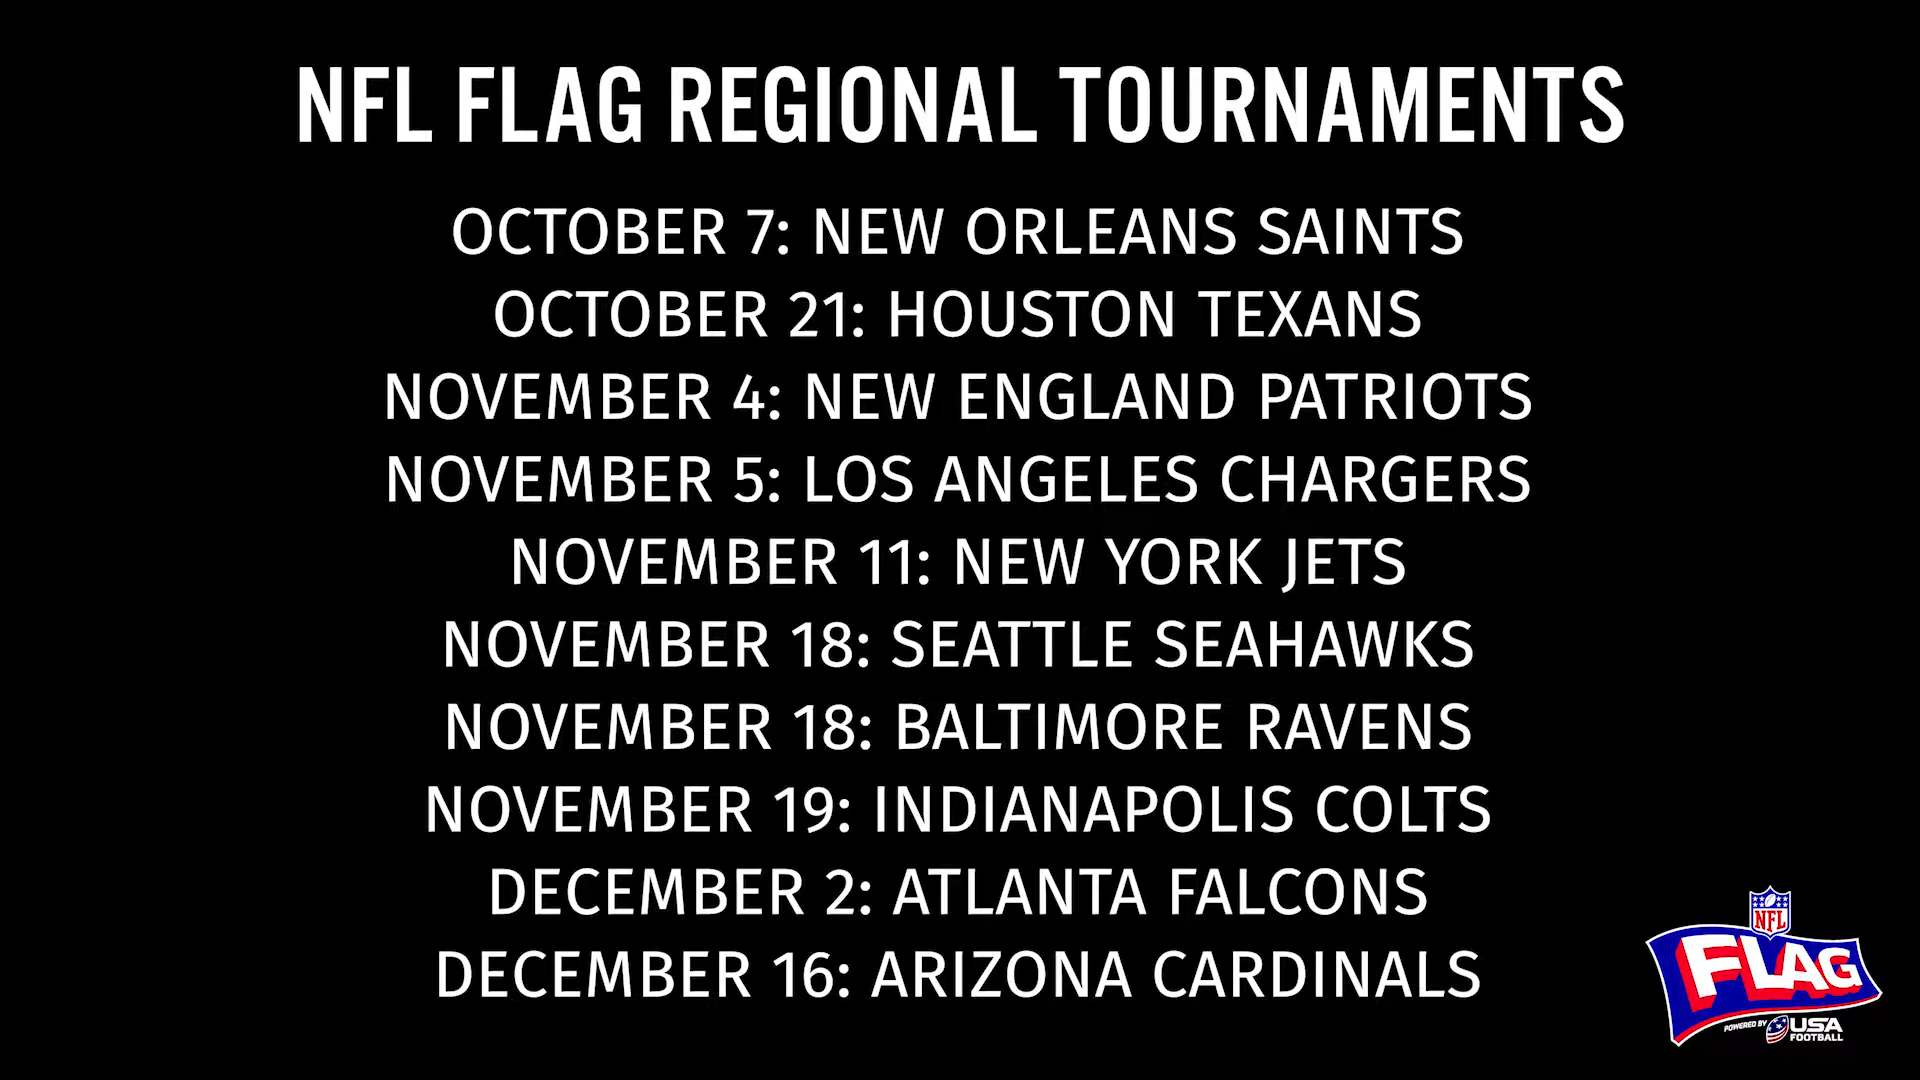 NFL FLAG REGIONAL TOURNAMENTS
OCTOBER 7: NEW ORLEANS SAINTS
OCTOBER 21: HOUSTON TEXANS
NOVEMBER 4: NEW ENGLAND PATRIOTS
NOVEMBER 5: LOS ANGELES CHARGERS
NOVEMBER 11: NEW YORK JETS
NOVEMBER 18: SEATTLE SEAHAWKS
NOVEMBER 18: BALTIMORE RAVENS
NOVEMBER 19: INDIANAPOLIS COLTS
DECEMBER 2: ATLANTA FALCONS
DECEMBER 16: ARIZONA CARDINALS
NFL
FLAG
POWERED BY USA
FOOTBALL